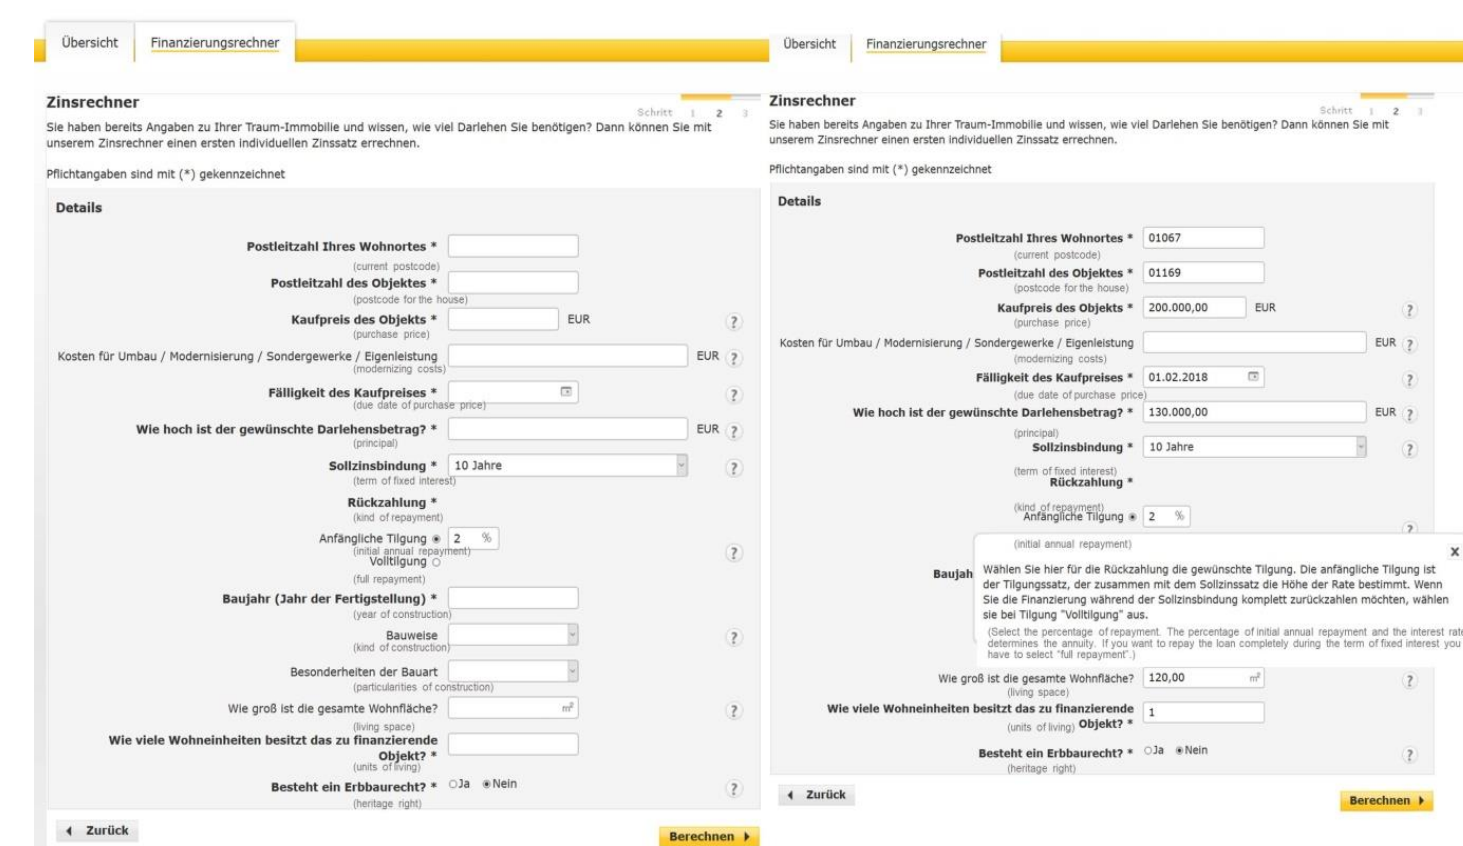 Übersicht
Finanzierungsrechner
Zinsrechner
Schritt 1 2 3
Sie haben bereits Angaben zu Ihrer Traum-Immobilie und wissen, wie viel Darlehen Sie benötigen? Dann können Sie mit
unserem Zinsrechner einen ersten individuellen Zinssatz errechnen.
Pflichtangaben sind mit (*) gekennzeichnet
Details
Postleitzahl Ihres Wohnortes *
(current postcode)
Postleitzahl des Objektes *
(postcode for the house)
Kaufpreis des Objekts * EUR ?
(purchase price)
Kosten für Umbau / Modernisierung / Sondergewerke / Eigenleistung EUR ?
(modernizing costs)
Fälligkeit des Kaufpreises * ?
(due date of purchase price)
Wie hoch ist der gewünschte Darlehensbetrag? * EUR ?
(principal)
Sollzinsbindung * 10 Jahre ?
(term of fixed interest)
Rückzahlung *
(kind of repayment)
Anfängliche Tilgung 2 %
(initial annual repayment) ?
Volltilgung
(full repayment)
Baujahr (Jahr der Fertigstellung) *
(year of construction)
Bauweise ?
(kind of construction)
Besonderheiten der Bauart
(particularities of construction)
Wie groß ist die gesamte Wohnfläche? m² ?
(living space)
Wie viele Wohneinheiten besitzt das zu finanzierende
Objekt? *
(units of living)
Besteht ein Erbbaurecht? * Ja Nein ?
(heritage right)
Zurück
Berechnen
Übersicht
Finanzierungsrechner
Zinsrechner
Schritt 1 2 3
Sie haben bereits Angaben zu Ihrer Traum-Immobilie und wissen, wie viel Darlehen Sie benötigen? Dann können Sie mit
unserem Zinsrechner einen ersten individuellen Zinssatz errechnen.
Pflichtangaben sind mit (*) gekennzeichnet
Details
Postleitzahl Ihres Wohnortes * 01067
(current postcode)
Postleitzahl des Objektes * 01169
(postcode for the house)
Kaufpreis des Objekts * 200.000,00 EUR ?
(purchase price)
Kosten für Umbau / Modernisierung / Sondergewerke / Eigenleistung EUR ?
(modernizing costs)
Fälligkeit des Kaufpreises * 01.02.2018 ?
(due date of purchase price)
Wie hoch ist der gewünschte Darlehensbetrag? * 130.000,00 EUR ?
(principal)
Sollzinsbindung * 10 Jahre ?
(term of fixed interest)
Rückzahlung *
(kind of repayment)
Anfängliche Tilgung 2 % ?
(initial annual repayment)
x
Wählen Sie hier für die Rückzahlung die gewünschte Tilgung. Die anfängliche Tilgung ist
Baujah
der Tilgungssatz, der zusammen mit dem Sollzinssatz die Höhe der Rate bestimmt. Wenn
Sie die Finanzierung während der Sollzinsbindung komplett zurückzahlen möchten, wählen
sie bei Tilgung "Volltilgung" aus.
(Select the percentage of repayment. The percentage of initial annual repayment and the interest rate
determines the annuity. If you want to repay the loan completely during the term of fixed interest you
have to select "full repayment".)
Wie groß ist die gesamte Wohnfläche? 120,00 m² ?
(living space)
Wie viele Wohneinheiten besitzt das zu finanzierende 1
(units of living) Objekt? *
Besteht ein Erbbaurecht? * Ja Nein ?
(heritage right)
Zurück
Berechnen